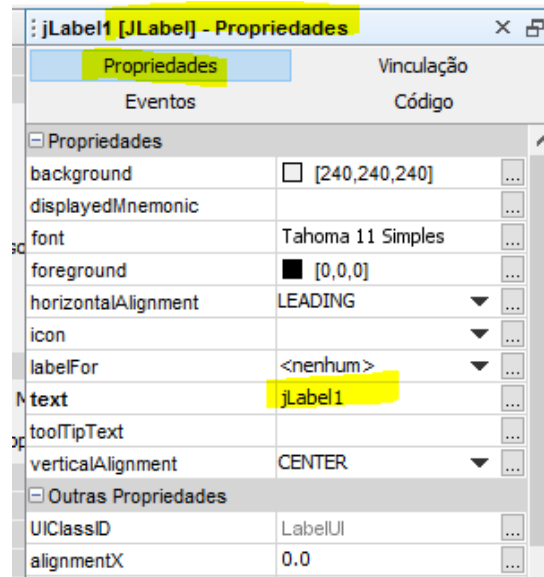 jLabel1 [JLabel] - Propriedades
Propriedades Vinculação
Eventos Código
Propriedades
background [240,240,240] ...
displayedMnemonic ...
font Tahoma 11 Simples ...
foreground [0,0,0] ...
horizontalAlignment LEADING ...
icon ...
labelFor <nenhum> ...
text jLabel1 ...
toolTipText ...
verticalAlignment CENTER ...
Outras Propriedades
UIClassID LabelUI ...
alignmentX 0.0 ...